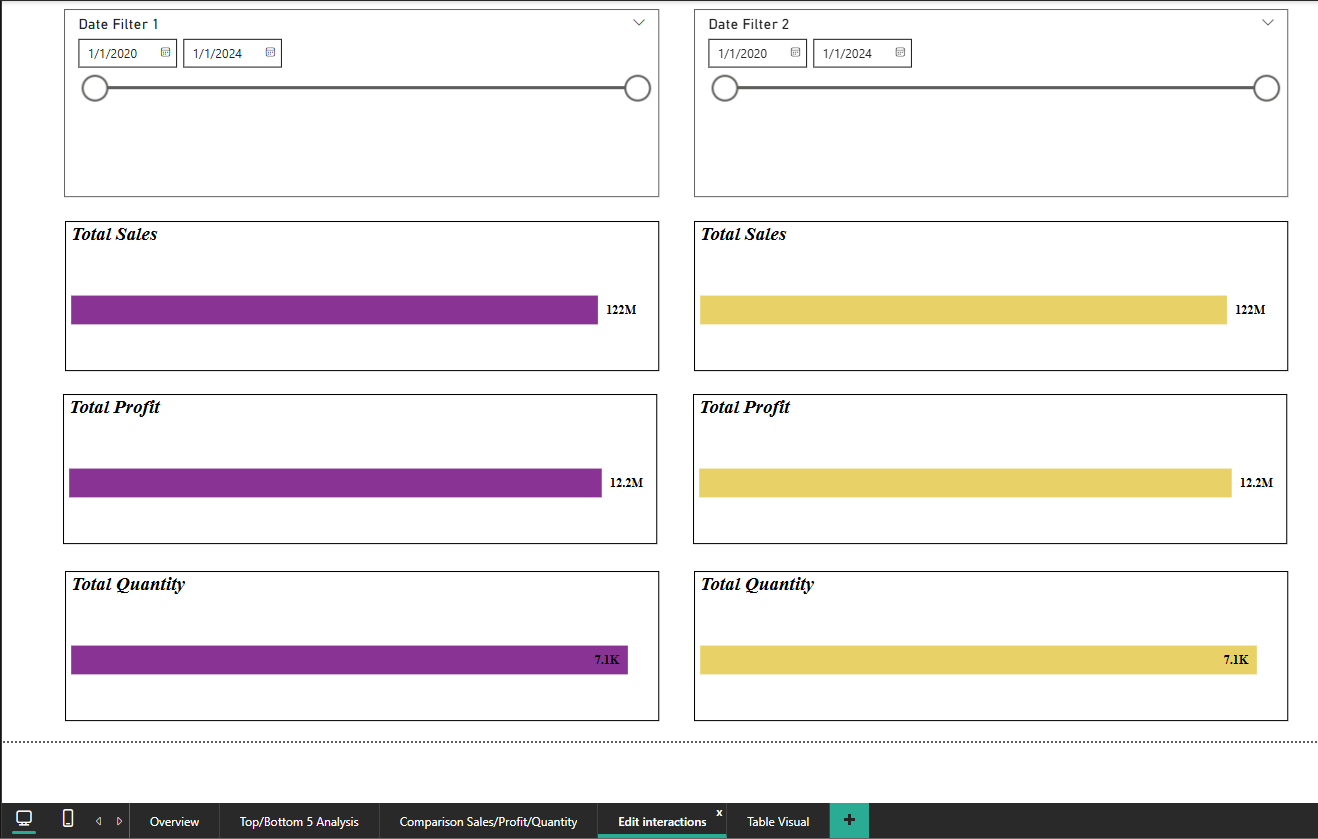 Date Filter 1
1/1/2020 1/1/2024
Date Filter 2
1/1/2020 1/1/2024
Total Sales
122M
Total Sales
122M
Total Profit
12.2M
Total Profit
12.2M
Total Quantity
7.1K
Total Quantity
7.1K
Overview Top/Bottom 5 Analysis Comparison Sales/Profit/Quantity Edit interactions x Table Visual +